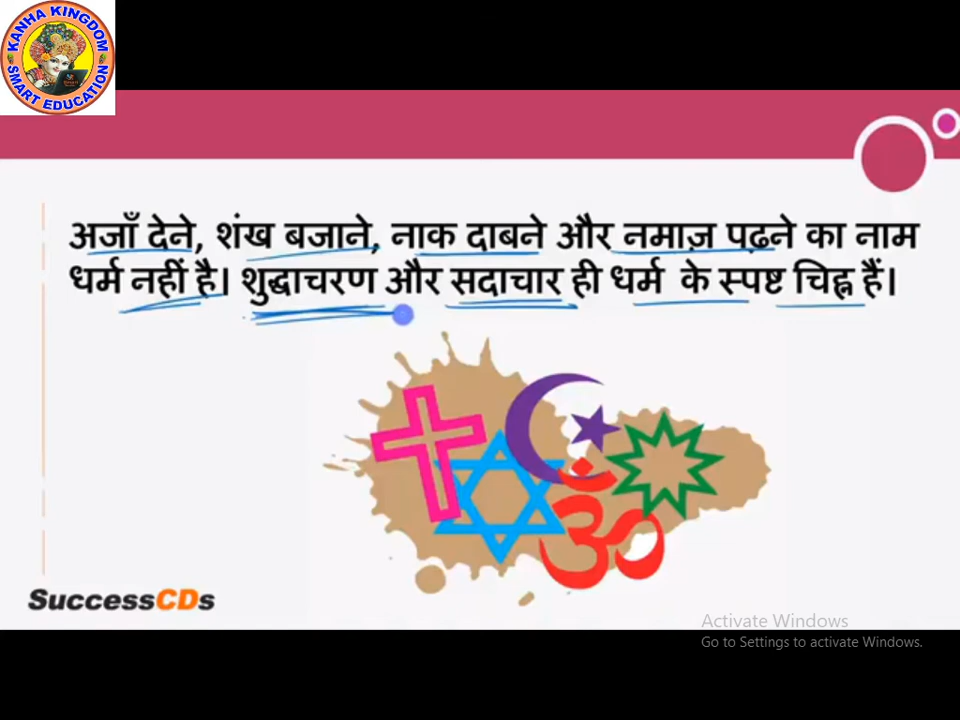 KANHA KINGDOM
SMART EDUCATION
अजाँ देने, शंख बजाने, नाक दाबने और नमाज़ पढ़ने का नाम
धर्म नहीं है। शुद्धाचरण और सदाचार ही धर्म के स्पष्ट चिह्न हैं।
ॐ
SuccessCDs
Activate Windows
Go to Settings to activate Windows.